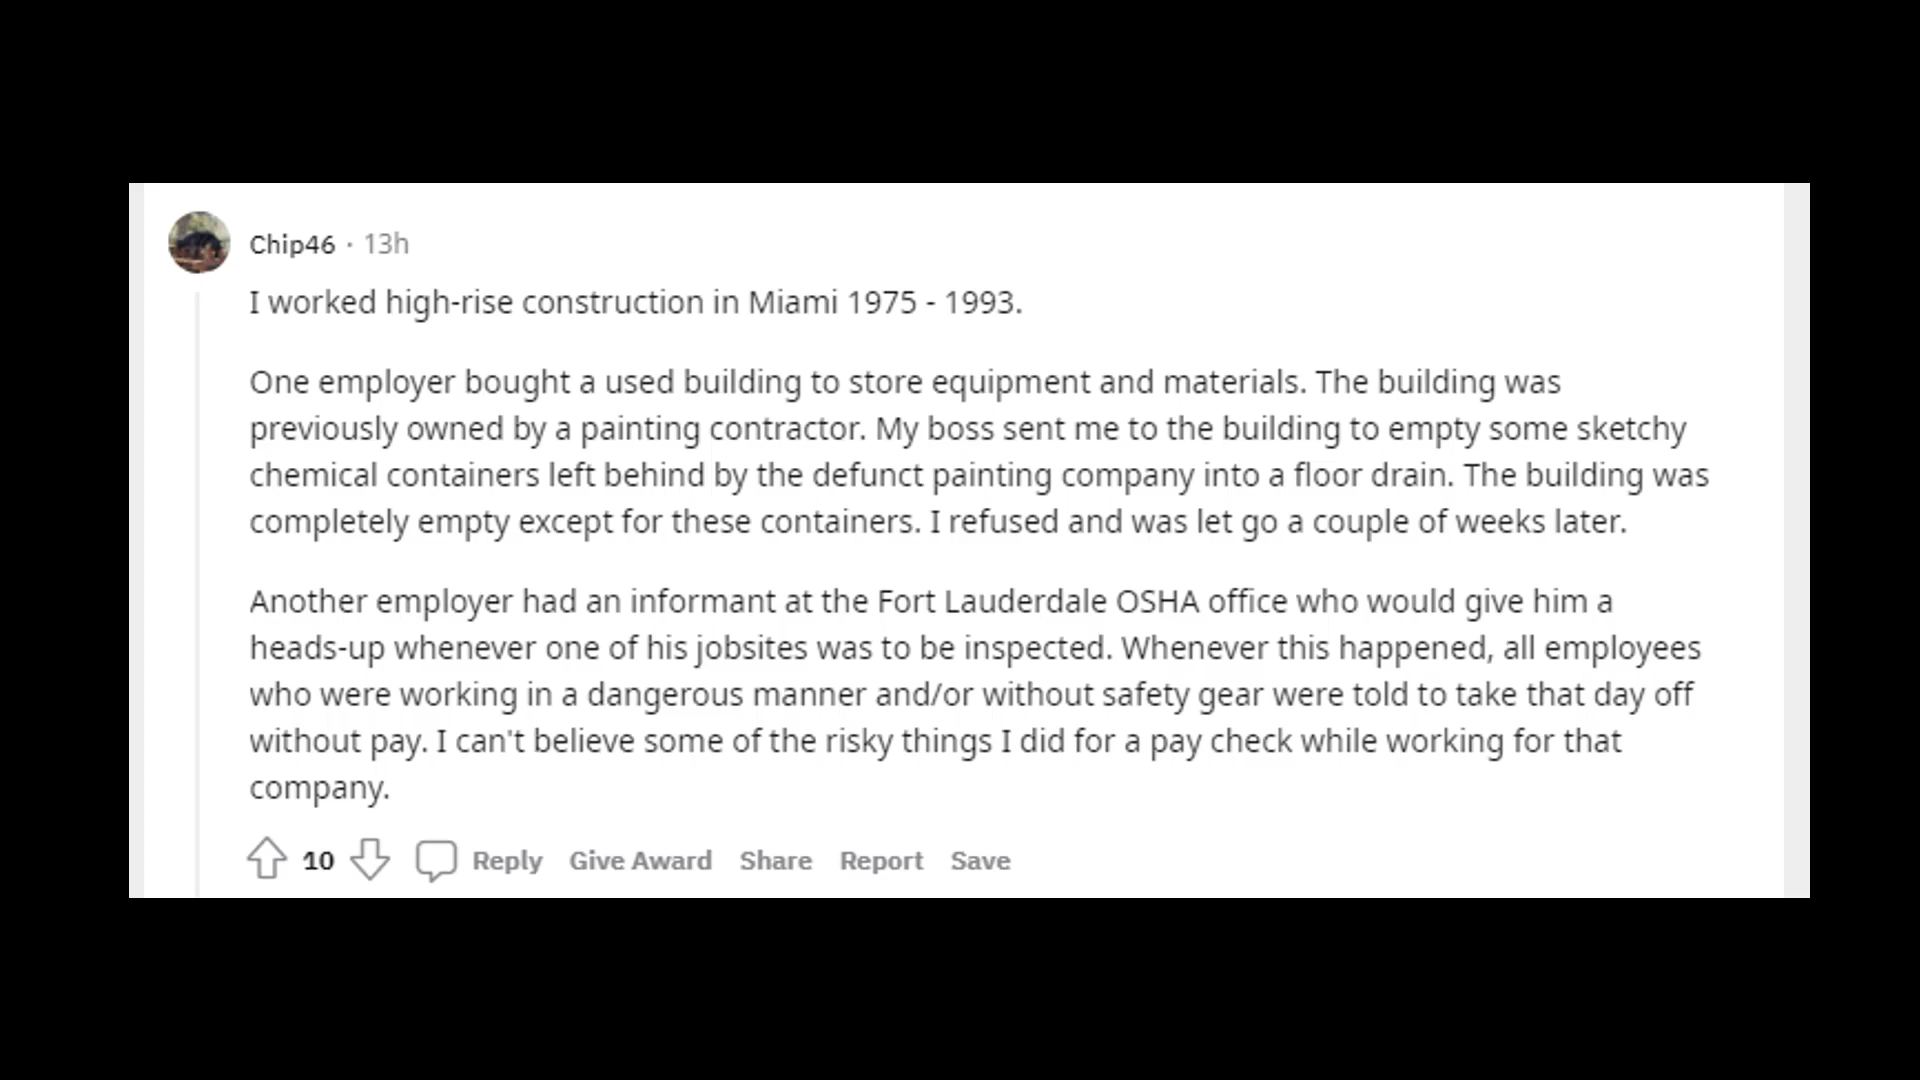 Chip46 · 13h
I worked high-rise construction in Miami 1975 - 1993.
One employer bought a used building to store equipment and materials. The building was
previously owned by a painting contractor. My boss sent me to the building to empty some sketchy
chemical containers left behind by the defunct painting company into a floor drain. The building was
completely empty except for these containers. I refused and was let go a couple of weeks later.
Another employer had an informant at the Fort Lauderdale OSHA office who would give him a
heads-up whenever one of his jobsites was to be inspected. Whenever this happened, all employees
who were working in a dangerous manner and/or without safety gear were told to take that day off
without pay. I can't believe some of the risky things I did for a pay check while working for that
company.
10 Reply Give Award Share Report Save